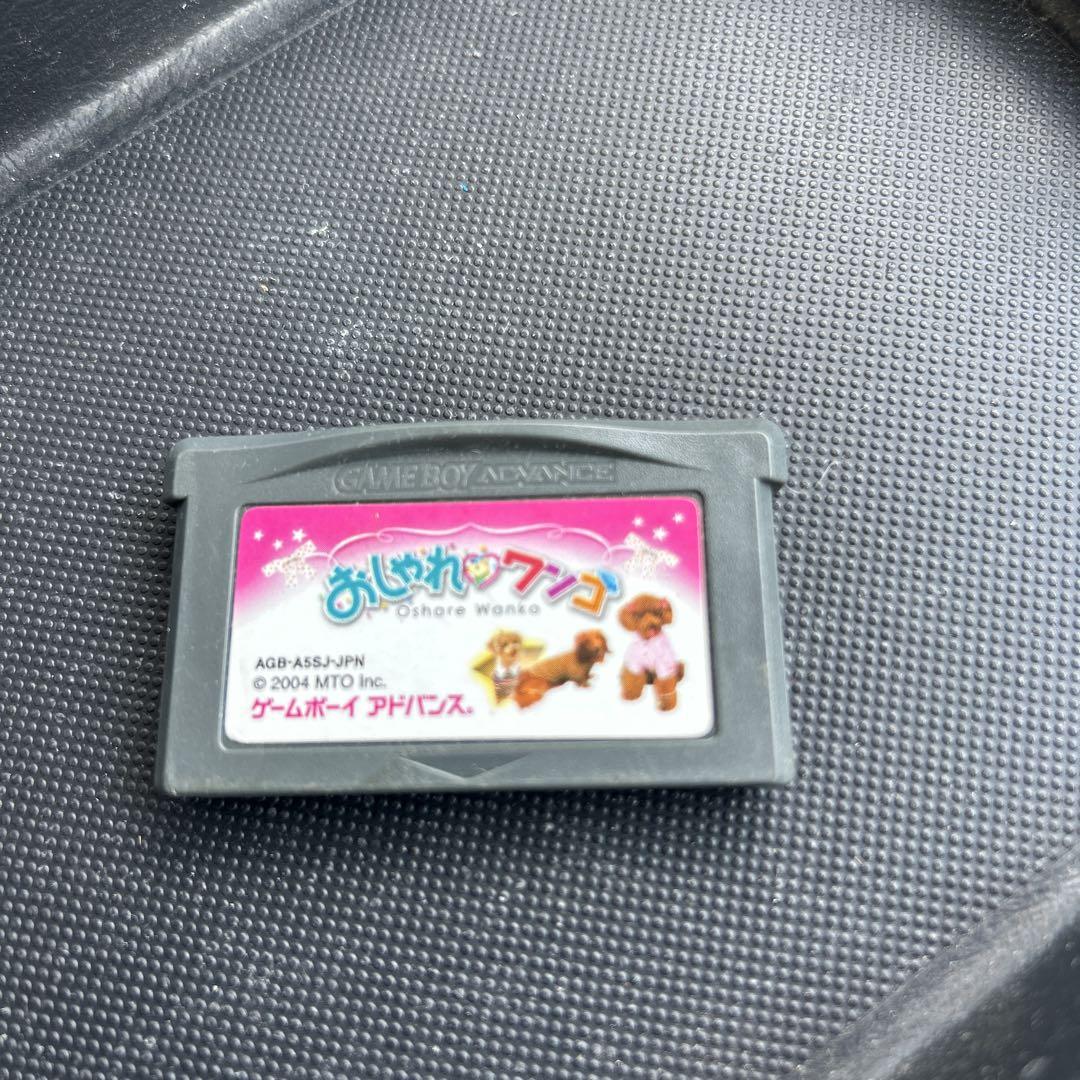 GAME BOY ADVANCE
おしゃれワンコ
Oshare Wanko
AGB-A5SJ-JPN
© 2004 MTO Inc.
ゲームボーイ アドバンス。